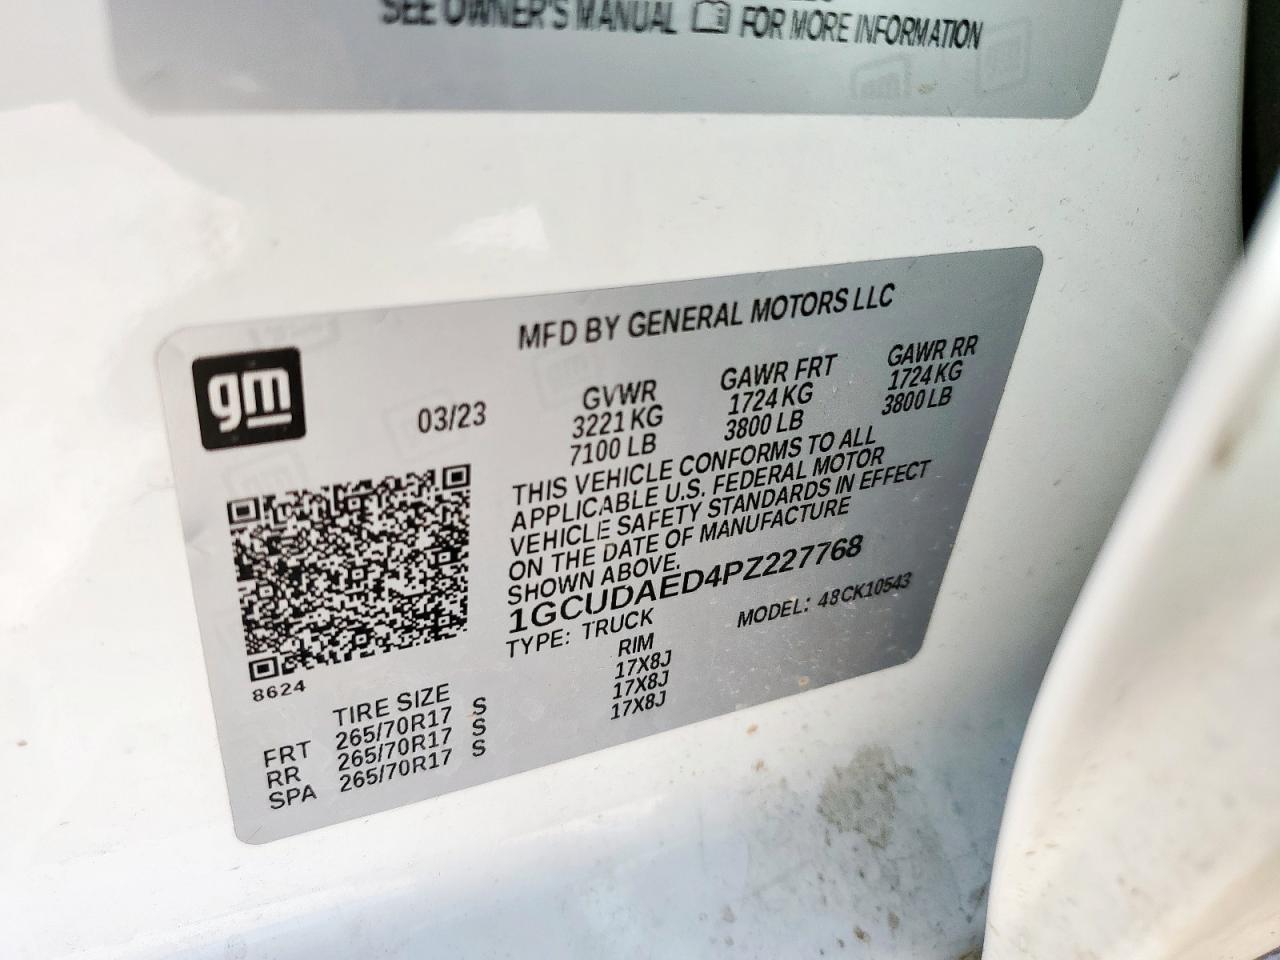 SEE OWNER'S MANUAL FOR MORE INFORMATION
MFD BY GENERAL MOTORS LLC
gm
03/23
GVWR GAWR FRT GAWR RR
3221 KG 1724 KG 1724 KG
7100 LB 3800 LB 3800 LB
THIS VEHICLE CONFORMS TO ALL
APPLICABLE U.S. FEDERAL MOTOR
VEHICLE SAFETY STANDARDS IN EFFECT
ON THE DATE OF MANUFACTURE
SHOWN ABOVE.
1GCUDAED4PZ227768
TYPE: TRUCK MODEL: 48CK10543
8624
TIRE SIZE RIM
FRT 265/70R17 S 17X8J
RR 265/70R17 S 17X8J
SPA 265/70R17 S 17X8J